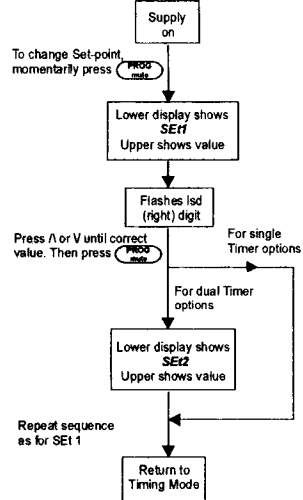 Supply
on
To change Set-point,
momentarily press PROG
mute
Lower display shows
SEt1
Upper shows value
Flashes lsd
(right) digit
Press /\ or V until correct
value. Then press PROG
mute
For single
Timer options
For dual Timer
options
Lower display shows
SEt2
Upper shows value
Repeat sequence
as for SEt 1
Return to
Timing Mode